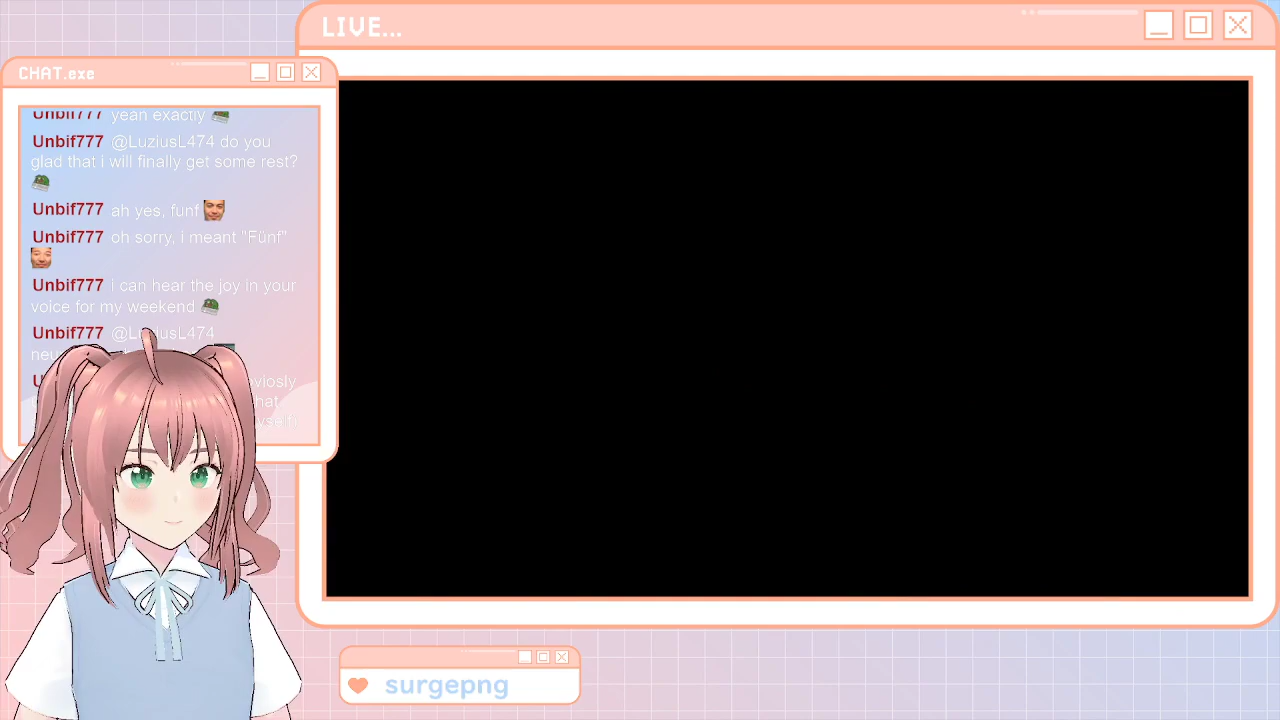 LIVE...
CHAT.exe
Unbif777 yeah exactly
Unbif777 @LuziusL474 do you
glad that i will finally get some rest?
Unbif777 ah yes, funf
Unbif777 oh sorry, i meant "Fünf"
Unbif777 i can hear the joy in your
voice for my weekend
Unbif777
surgepng